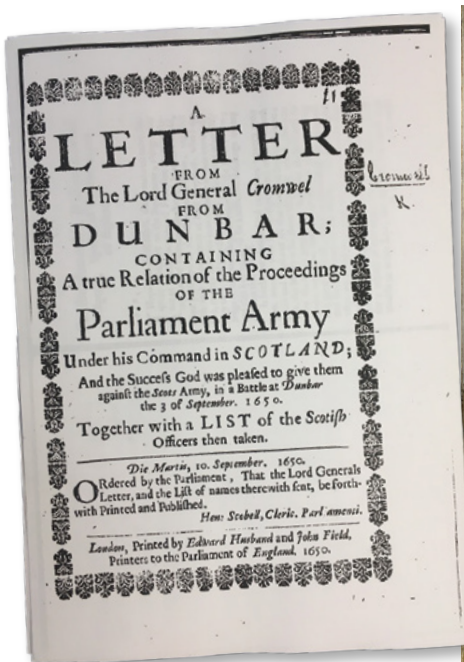 A
LETTER
FROM
The Lord General Cromwel
FROM
DUNBAR;
CONTAINING
A true Relation of the Proceedings
OF THE
Parliament Army
Under his Command in SCOTLAND;
And the Succeſs God was pleaſed to give them
againſt the Scots Army, in a Battle at Dunbar
the 3 of September. 1650.
Together with a LIST of the Scotiſh
Officers then taken.
Die Martis, 10. September. 1650.
ORdered by the Parliament, That the Lord Generals
Letter, and the Liſt of names therewith ſent, be forth-
with Printed and Publiſhed.
Hen: Scobell, Cleric. Parliamenti.
London, Printed by Edward Husband and John Field,
Printers to the Parliament of England. 1650.
Cromwell